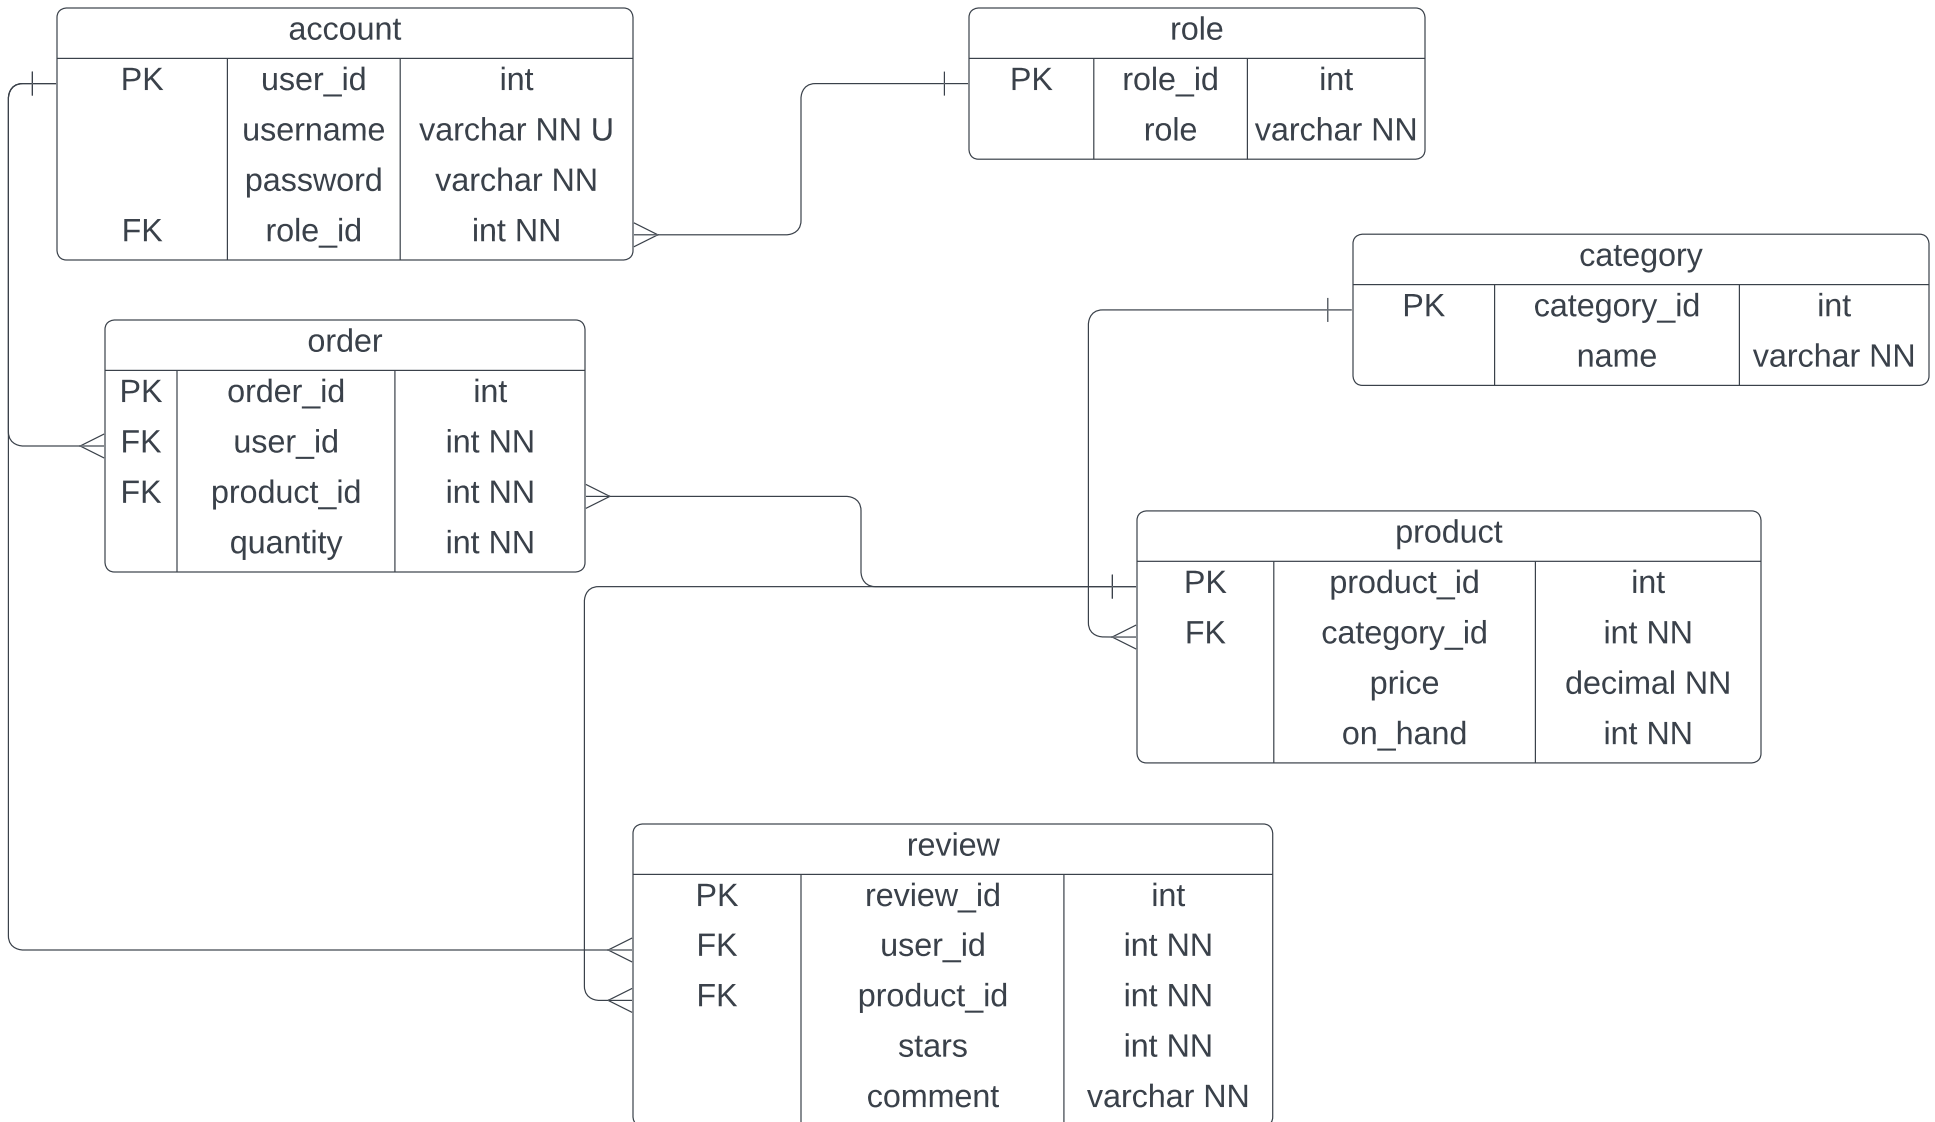 account
PK user_id int
username varchar NN U
password varchar NN
FK role_id int NN
role
PK role_id int
role varchar NN
category
PK category_id int
name varchar NN
order
PK order_id int
FK user_id int NN
FK product_id int NN
quantity int NN
product
PK product_id int
FK category_id int NN
price decimal NN
on_hand int NN
review
PK review_id int
FK user_id int NN
FK product_id int NN
stars int NN
comment varchar NN